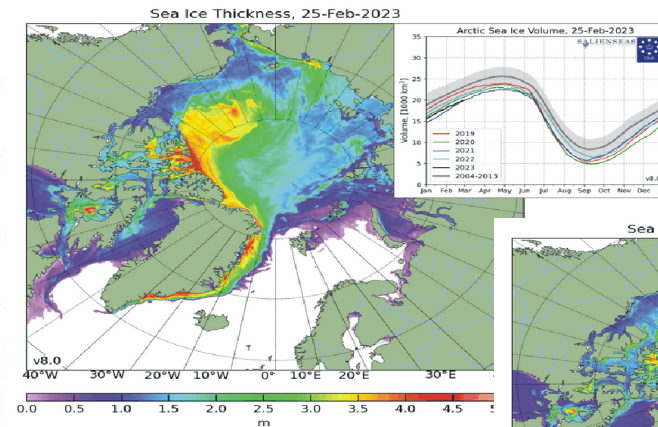 Sea Ice Thickness, 25-Feb-2023
v8.0
40°W 20°W 10°W 0° 10°E 30°E
0.0 0.5 1.0 1.5 2.0 2.5 3.0 3.5 4.0 4.5 5
m
Arctic Sea Ice Volume, 25-Feb-2023
SALIENSEAS
Volume, [1000 km³]
35
30
25
20
15
10
5
0
2019
2020
2021
2022
2023
2004-2013
v8.0
Jan Feb Mar Apr May Jun Jul Aug Sep Oct Nov Dec
Sea